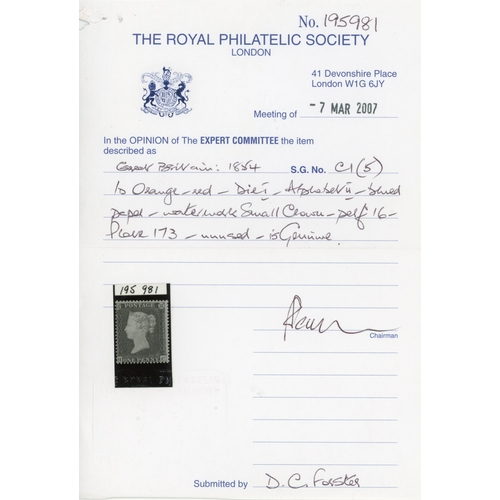 No. 195981
THE ROYAL PHILATELIC SOCIETY
LONDON
41 Devonshire Place
London W1G 6JY
Meeting of - 7 MAR 2007
In the OPINION of The EXPERT COMMITTEE the item
described as
Great Britain: 1854 S.G. No. C1(5)
1d Orange-red - Die I - Alphabet II - blued
paper - watermark Small Crown - perf 16 -
Plate 173 - unused - is Genuine.
195 981
POSTAGE
ONE PENNY
Chairman
Submitted by D. C. Forster